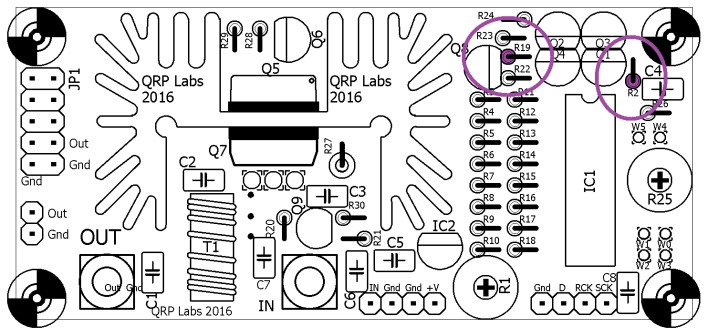 R24
R23
R29
R28
Q6
Q8
R19
Q2
Q3
Q4
Q1
R22
JP1
QRP Labs
2016
Q5
QRP Labs
2016
R2
C4
R3
R11
R26
R4
R12
W5
W4
Out
R5
R13
Gnd
Q7
R27
R6
R14
Gnd
C2
R7
R15
IC1
C3
R8
R16
R25
Out
Q9
R30
R20
Gnd
R9
R17
IC2
OUT
T1
R21
R10
R18
W1
W0
C7
C5
W2
W3
Out
Gnd
C1
C6
R1
C8
IN
Gnd
Gnd
+V
Gnd
D
RCK
SCK
QRP Labs 2016
IN